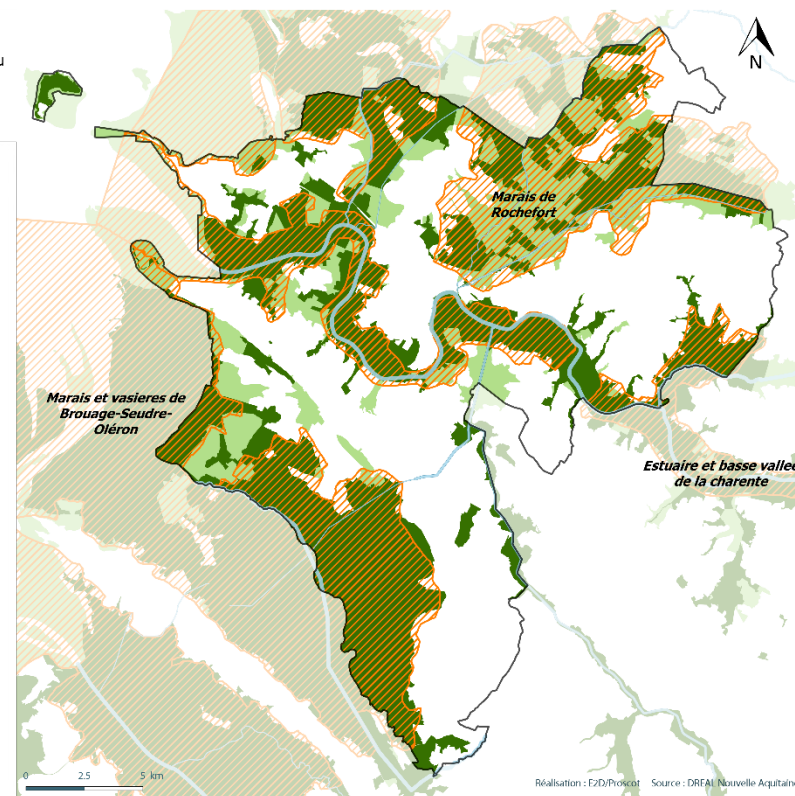 N
Marais de
Rochefort
Marais et vasieres de
Brouage-Seudre-
Oléron
Estuaire et basse vallee
de la charente
0 2.5 5 km
Réalisation : E2D/Proscot Source : DREAL Nouvelle Aquitaine